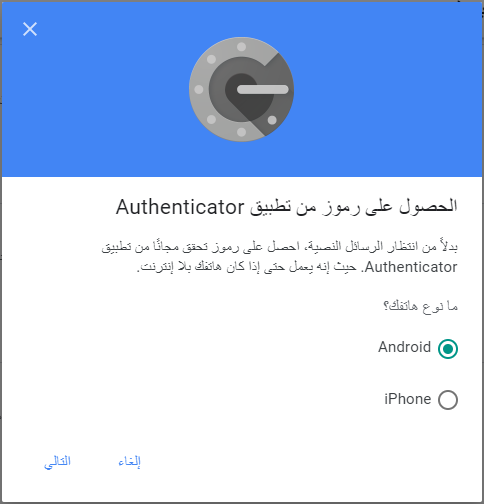 الحصول على رموز من تطبيق Authenticator
بدلاً من انتظار الرسائل النصية، احصل على رموز تحقق مجانًا من تطبيق
Authenticator. حيث إنه يعمل حتى إذا كان هاتفك بلا إنترنت.
ما نوع هاتفك؟
Android
iPhone
إلغاء التالي